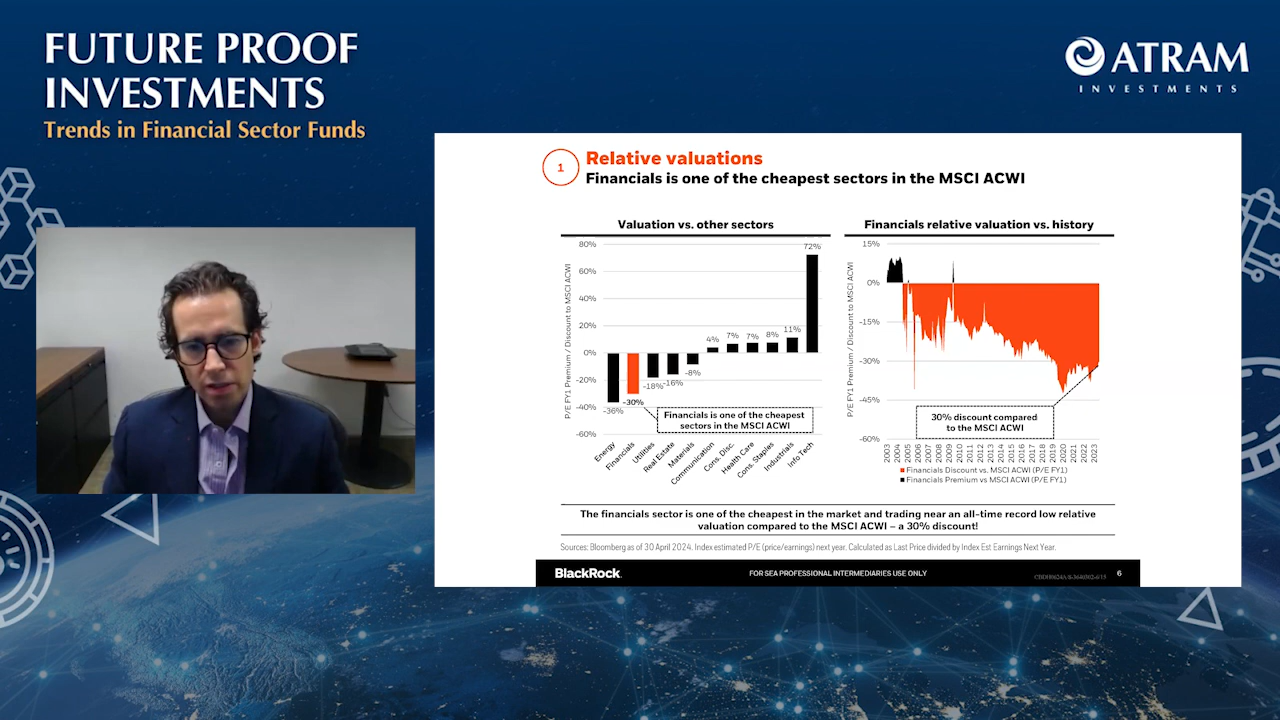 FUTURE PROOF
INVESTMENTS
Trends in Financial Sector Funds
ATRAM
INVESTMENTS
1
Relative valuations
Financials is one of the cheapest sectors in the MSCI ACWI
Valuation vs. other sectors
P/E FY1 Premium / Discount to MSCI ACWI
80%
60%
40%
20%
0%
-20%
-40%
-60%
-36%
-30%
-18%
-16%
-8%
4%
7%
7%
8%
11%
72%
Financials is one of the cheapest
sectors in the MSCI ACWI
Energy
Financials
Utilities
Real Estate
Materials
Communication
Cons. Disc.
Health Care
Cons. Staples
Industrials
Info Tech
Financials relative valuation vs. history
P/E FY1 Premium / Discount to MSCI ACWI
15%
0%
-15%
-30%
-45%
-60%
30% discount compared
to the MSCI ACWI
2003
2004
2005
2006
2007
2008
2009
2010
2011
2012
2013
2014
2015
2016
2017
2018
2019
2020
2021
2022
2023
Financials Discount vs. MSCI ACWI (P/E FY1)
Financials Premium vs MSCI ACWI (P/E FY1)
The financials sector is one of the cheapest in the market and trading near an all-time record low relative
valuation compared to the MSCI ACWI – a 30% discount!
Sources: Bloomberg as of 30 April 2024. Index estimated P/E (price/earnings) next year. Calculated as Last Price divided by Index Est Earnings Next Year.
BlackRock.
FOR SEA PROFESSIONAL INTERMEDIARIES USE ONLY
6